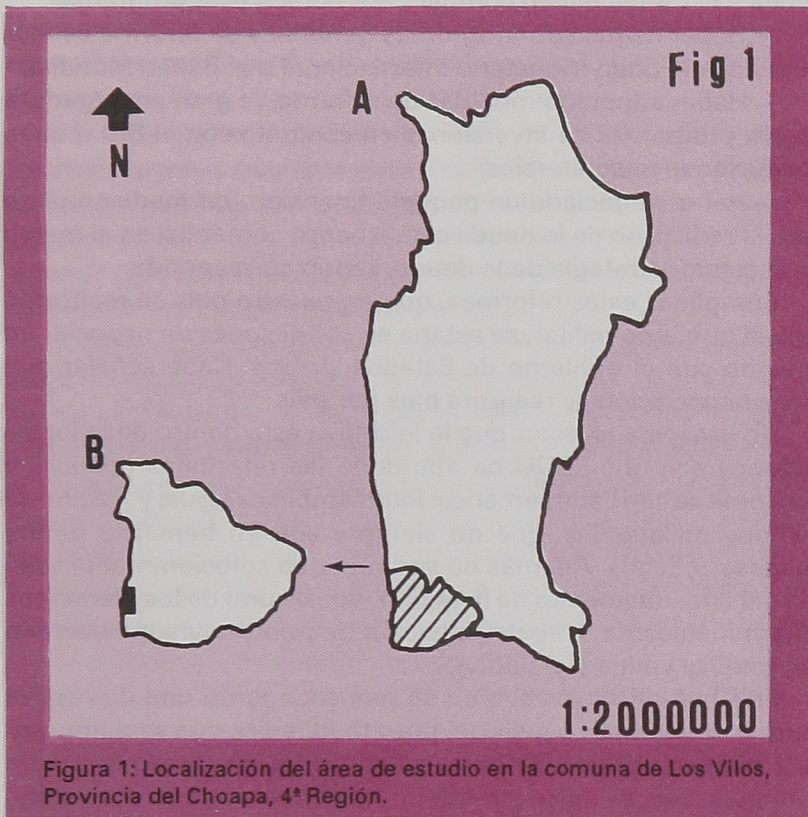 Fig 1
A
N
B
1:2000000
Figura 1: Localización del área de estudio en la comuna de Los Vilos,
Provincia del Choapa, 4ª Región.